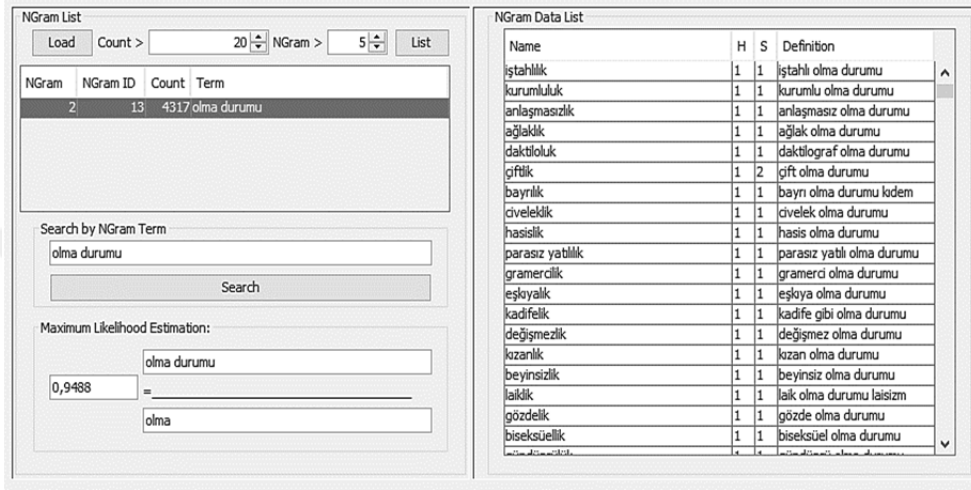 NGram List
Load Count > 20 NGram > 5 List
NGram NGram ID Count Term
2 13 4317 olma durumu
Search by NGram Term
olma durumu
Search
Maximum Likelihood Estimation:
olma durumu
0,9488 =
olma
NGram Data List
Name H S Definition
iştahlılık 1 1 iştahlı olma durumu
kurumluluk 1 1 kurumlu olma durumu
anlaşmasızlık 1 1 anlaşmasız olma durumu
ağlaklık 1 1 ağlak olma durumu
daktiloluk 1 1 daktilograf olma durumu
çiftlik 1 2 çift olma durumu
bayrılık 1 1 bayrı olma durumu kıdem
civeleklik 1 1 civelek olma durumu
hasislik 1 1 hasis olma durumu
parasız yatılılık 1 1 parasız yatılı olma durumu
gramercilik 1 1 gramerci olma durumu
eşkıyalık 1 1 eşkıya olma durumu
kadifelik 1 1 kadife gibi olma durumu
değişmezlik 1 1 değişmez olma durumu
kızanlık 1 1 kızan olma durumu
beyinsizlik 1 1 beyinsiz olma durumu
laiklik 1 1 laik olma durumu laisizm
gözdelik 1 1 gözde olma durumu
biseksüellik 1 1 biseksüel olma durumu